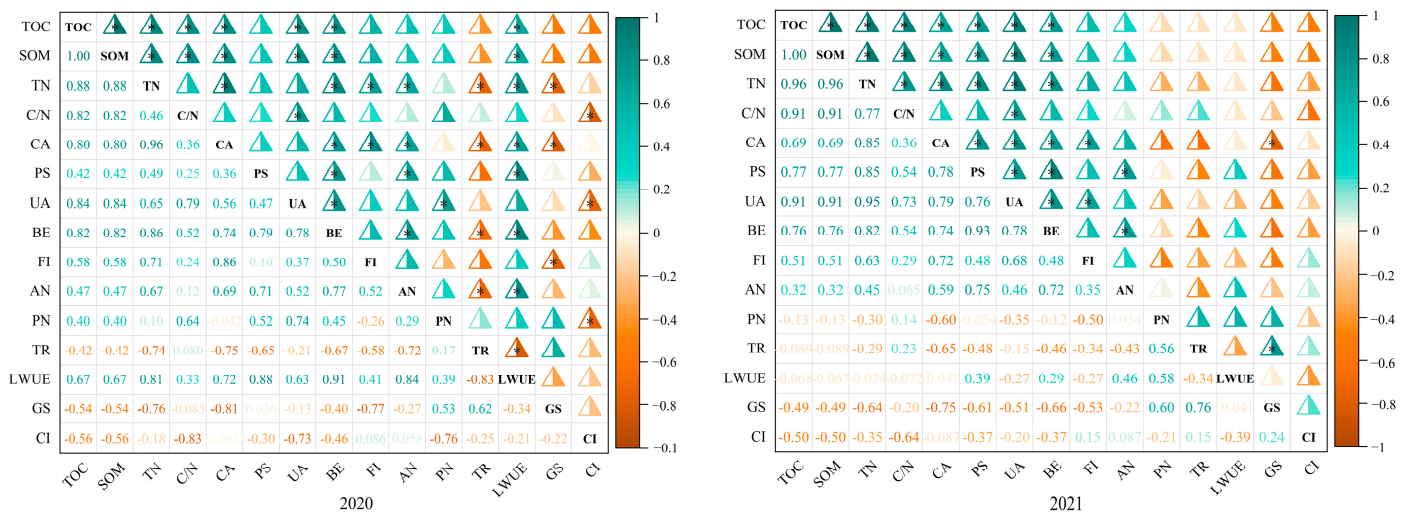 TOC TOC
SOM 1.00 SOM
TN 0.88 0.88 TN
C/N 0.82 0.82 0.46 C/N
CA 0.80 0.80 0.96 0.36 CA
PS 0.42 0.42 0.49 0.25 0.36 PS
UA 0.84 0.84 0.65 0.79 0.56 0.47 UA
BE 0.82 0.82 0.86 0.52 0.74 0.79 0.78 BE
FI 0.58 0.58 0.71 0.24 0.86 0.10 0.37 0.50 FI
AN 0.47 0.47 0.67 0.12 0.69 0.71 0.52 0.77 0.52 AN
PN 0.40 0.40 0.10 0.64 -0.042 0.52 0.74 0.45 -0.26 0.29 PN
TR -0.42 -0.42 -0.74 0.080 -0.75 -0.65 -0.21 -0.67 -0.58 -0.72 0.17 TR
LWUE 0.67 0.67 0.81 0.33 0.72 0.88 0.63 0.91 0.41 0.84 0.39 -0.83 LWUE
GS -0.54 -0.54 -0.76 -0.085 -0.81 0.036 -0.13 -0.40 -0.77 -0.27 0.53 0.62 -0.34 GS
CI -0.56 -0.56 -0.18 -0.83 -0.30 -0.73 -0.46 0.086 0.058 -0.76 -0.25 -0.21 -0.22 CI
TOC SOM TN C/N CA PS UA BE FI AN PN TR LWUE GS CI
2020
1
0.8
0.6
0.4
0.2
0
−0.2
−0.4
−0.6
−0.8
−0.1
TOC TOC
SOM 1.00 SOM
TN 0.96 0.96 TN
C/N 0.91 0.91 0.77 C/N
CA 0.69 0.69 0.85 0.36 CA
PS 0.77 0.77 0.85 0.54 0.78 PS
UA 0.91 0.91 0.95 0.73 0.79 0.76 UA
BE 0.76 0.76 0.82 0.54 0.74 0.93 0.78 BE
FI 0.51 0.51 0.63 0.29 0.72 0.48 0.68 0.48 FI
AN 0.32 0.32 0.45 0.065 0.59 0.75 0.46 0.72 0.35 AN
PN -0.13 -0.13 -0.30 0.14 -0.60 -0.054 -0.35 -0.12 -0.50 0.034 PN
TR -0.089 -0.089 -0.29 0.23 -0.65 -0.48 -0.15 -0.46 -0.34 -0.43 0.56 TR
LWUE -0.068 -0.067 -0.074 -0.072 -0.047 0.39 -0.27 0.29 -0.27 0.46 0.58 -0.34 LWUE
GS -0.49 -0.49 -0.64 -0.20 -0.75 -0.61 -0.51 -0.66 -0.53 -0.22 0.60 0.76 -0.041 GS
CI -0.50 -0.50 -0.35 -0.64 -0.087 -0.37 -0.20 -0.37 0.15 0.087 -0.21 0.15 -0.39 0.24 CI
TOC SOM TN C/N CA PS UA BE FI AN PN TR LWUE GS CI
2021
1
0.8
0.6
0.4
0.2
0
−0.2
−0.4
−0.6
−0.8
−1